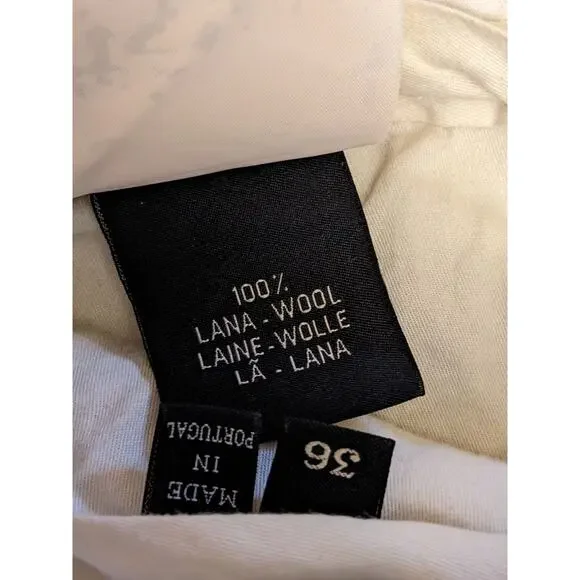 100%
LANA - WOOL
LAINE - WOLLE
LÃ - LANA
MADE
IN
PORTUGAL
36